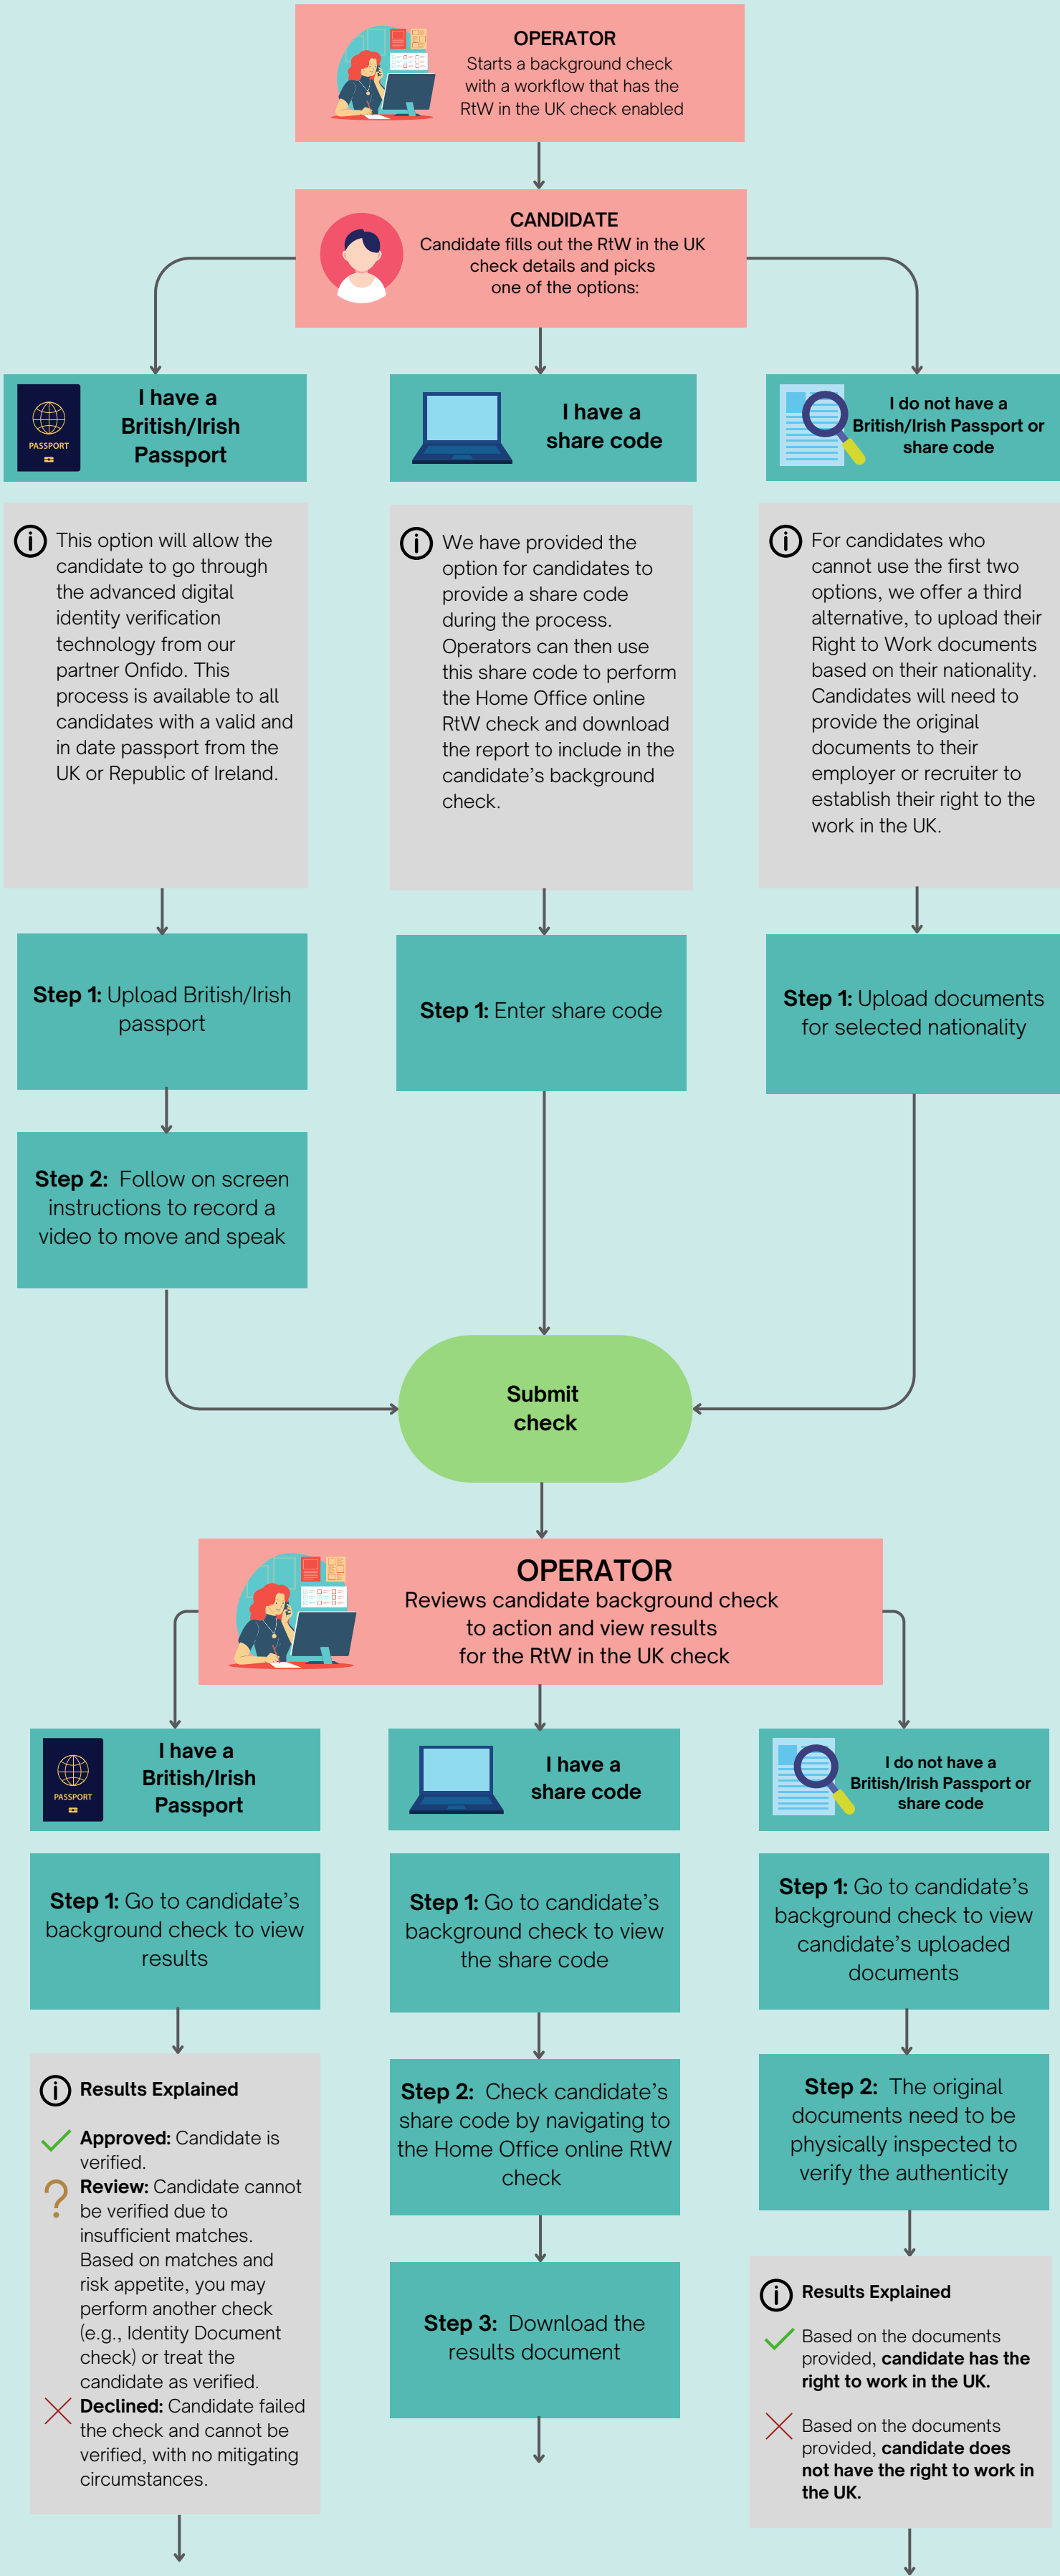 OPERATOR
Starts a background check
with a workflow that has the
RtW in the UK check enabled
CANDIDATE
Candidate fills out the RtW in the UK
check details and picks
one of the options:
PASSPORT
I have a
British/Irish
Passport
I have a
share code
I do not have a
British/Irish Passport or
share code
This option will allow the
candidate to go through
the advanced digital
identity verification
technology from our
partner Onfido. This
process is available to all
candidates with a valid and
in date passport from the
UK or Republic of Ireland.
We have provided the
option for candidates to
provide a share code
during the process.
Operators can then use
this share code to perform
the Home Office online
RtW check and download
the report to include in the
candidate's background
check.
For candidates who
cannot use the first two
options, we offer a third
alternative, to upload their
Right to Work documents
based on their nationality.
Candidates will need to
provide the original
documents to their
employer or recruiter to
establish their right to the
work in the UK.
Step 1: Upload British/Irish
passport
Step 1: Enter share code
Step 1: Upload documents
for selected nationality
Step 2: Follow on screen
instructions to record a
video to move and speak
Submit
check
OPERATOR
Reviews candidate background check
to action and view results
for the RtW in the UK check
PASSPORT
I have a
British/Irish
Passport
I have a
share code
I do not have a
British/Irish Passport or
share code
Step 1: Go to candidate's
background check to view
results
Step 1: Go to candidate's
background check to view
the share code
Step 1: Go to candidate's
background check to view
candidate's uploaded
documents
Results Explained
Approved: Candidate is
verified.
Review: Candidate cannot
be verified due to
insufficient matches.
Based on matches and
risk appetite, you may
perform another check
(e.g., Identity Document
check) or treat the
candidate as verified.
Declined: Candidate failed
the check and cannot be
verified, with no mitigating
circumstances.
Step 2: Check candidate's
share code by navigating to
the Home Office online RtW
check
Step 3: Download the
results document
Step 2: The original
documents need to be
physically inspected to
verify the authenticity
Results Explained
Based on the documents
provided, candidate has the
right to work in the UK.
Based on the documents
provided, candidate does
not have the right to work in
the UK.